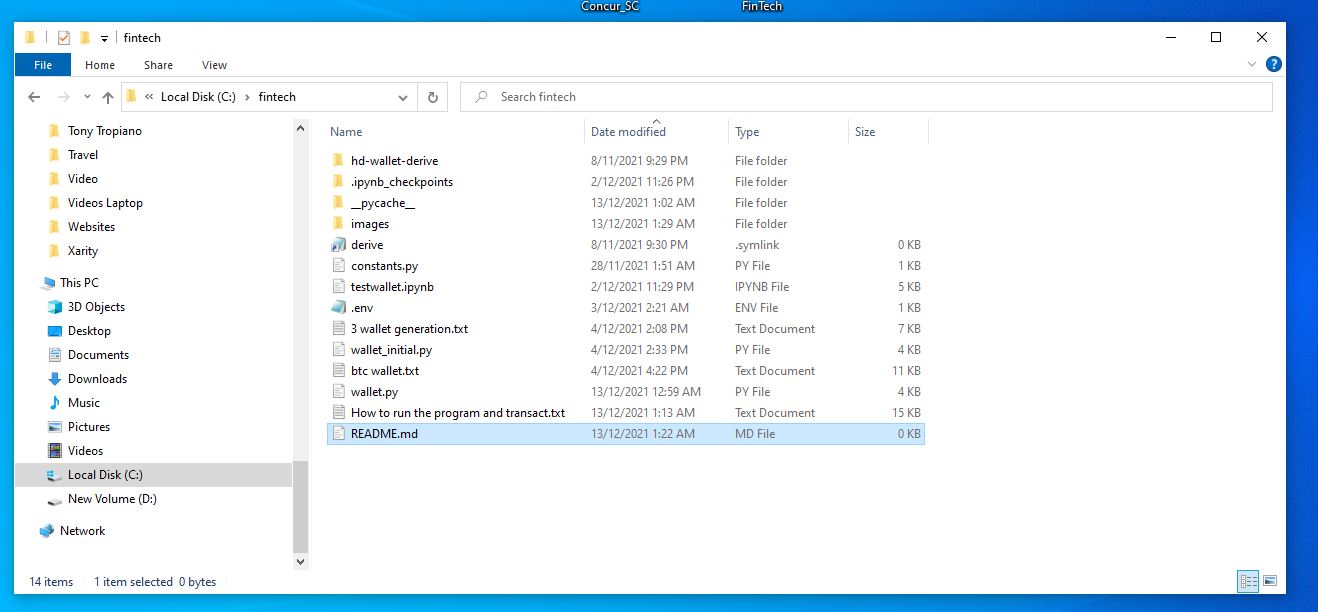 Concur_SC FinTech
fintech
File Home Share View
« Local Disk (C:) › fintech Search fintech
Tony Tropiano
Travel
Video
Videos Laptop
Websites
Xarity
This PC
3D Objects
Desktop
Documents
Downloads
Music
Pictures
Videos
Local Disk (C:)
New Volume (D:)
Network
Name Date modified Type Size
hd-wallet-derive 8/11/2021 9:29 PM File folder
.ipynb_checkpoints 2/12/2021 11:26 PM File folder
__pycache__ 13/12/2021 1:02 AM File folder
images 13/12/2021 1:29 AM File folder
derive 8/11/2021 9:30 PM .symlink 0 KB
constants.py 28/11/2021 1:51 AM PY File 1 KB
testwallet.ipynb 2/12/2021 11:29 PM IPYNB File 5 KB
.env 3/12/2021 2:21 AM ENV File 1 KB
3 wallet generation.txt 4/12/2021 2:08 PM Text Document 7 KB
wallet_initial.py 4/12/2021 2:33 PM PY File 4 KB
btc wallet.txt 4/12/2021 4:22 PM Text Document 11 KB
wallet.py 13/12/2021 12:59 AM PY File 4 KB
How to run the program and transact.txt 13/12/2021 1:13 AM Text Document 15 KB
README.md 13/12/2021 1:22 AM MD File 0 KB
14 items 1 item selected 0 bytes